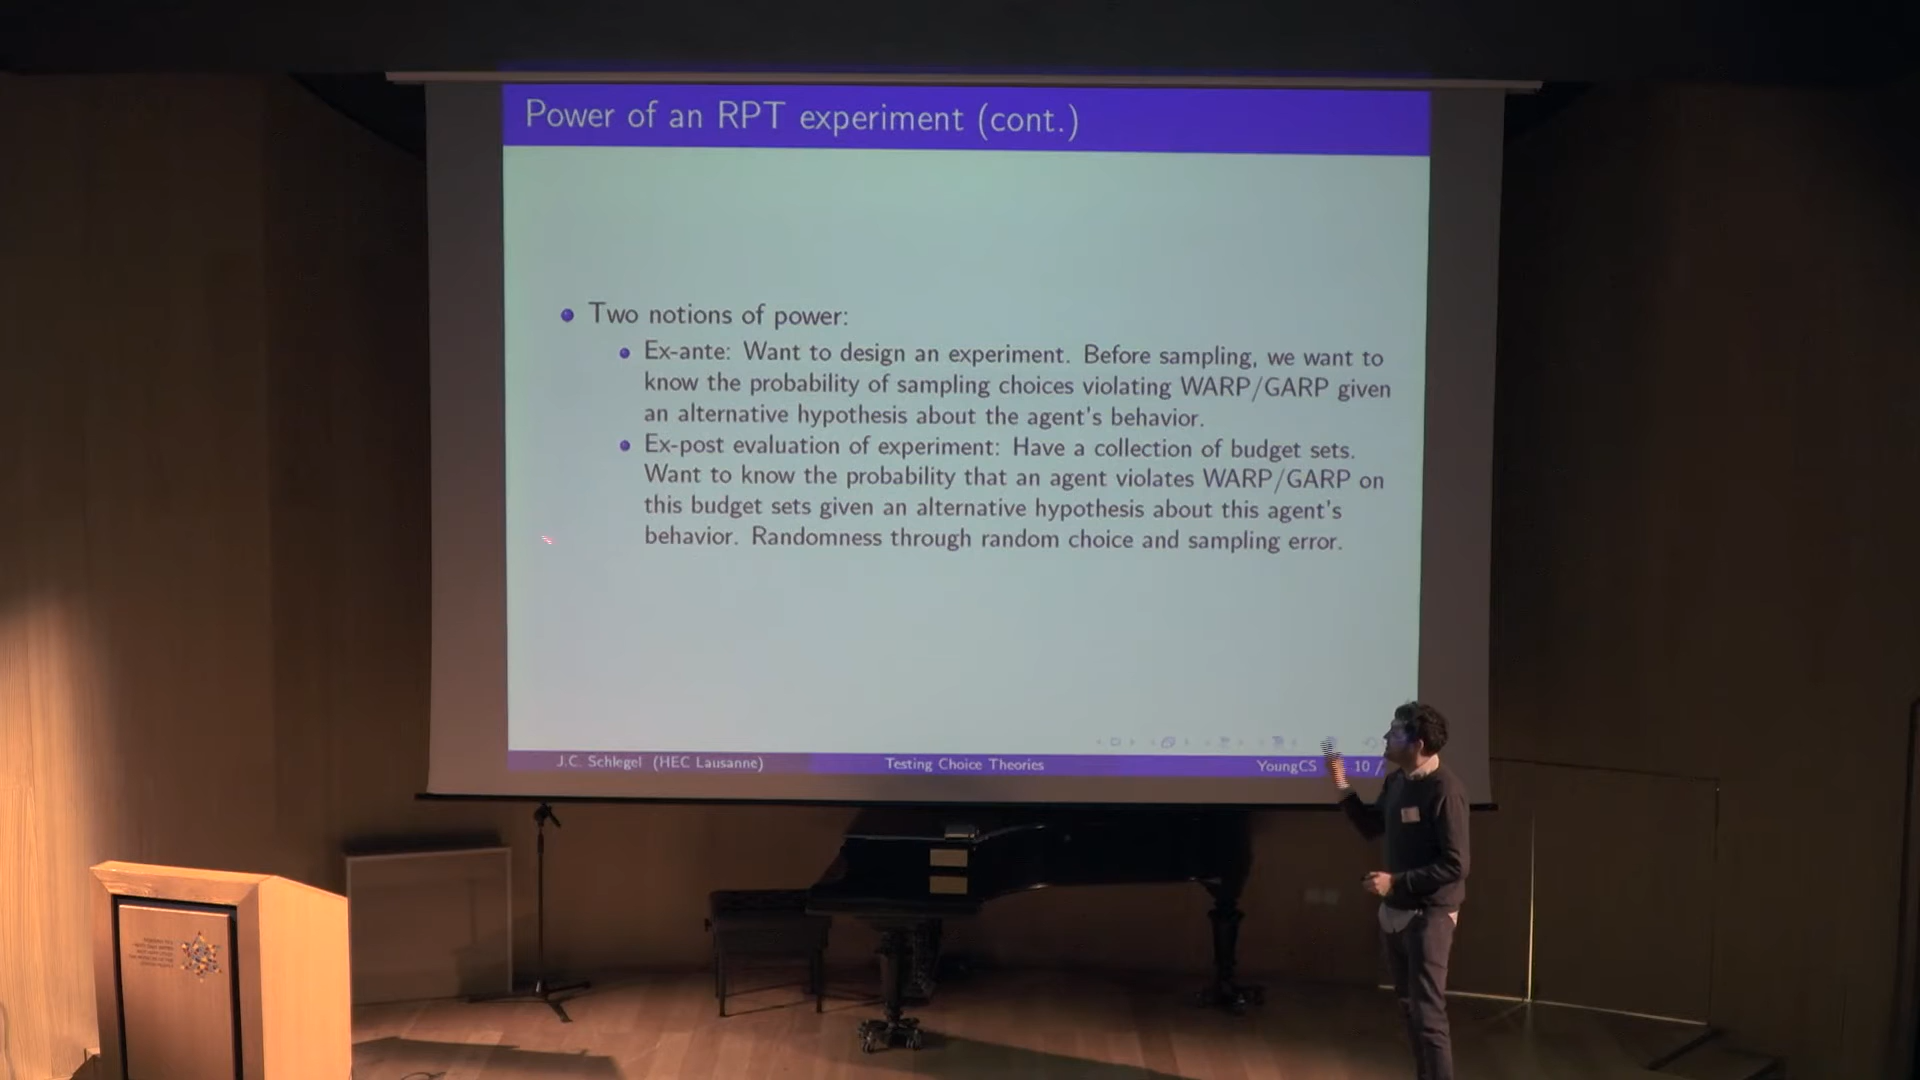 Power of an RPT experiment (cont.)
Two notions of power:
Ex-ante: Want to design an experiment. Before sampling, we want to
know the probability of sampling choices violating WARP/GARP given
an alternative hypothesis about the agent's behavior.
Ex-post evaluation of experiment: Have a collection of budget sets.
Want to know the probability that an agent violates WARP/GARP on
this budget sets given an alternative hypothesis about this agent's
behavior. Randomness through random choice and sampling error.
J.C. Schlegel (HEC Lausanne)
Testing Choice Theories
YoungCS
10 /